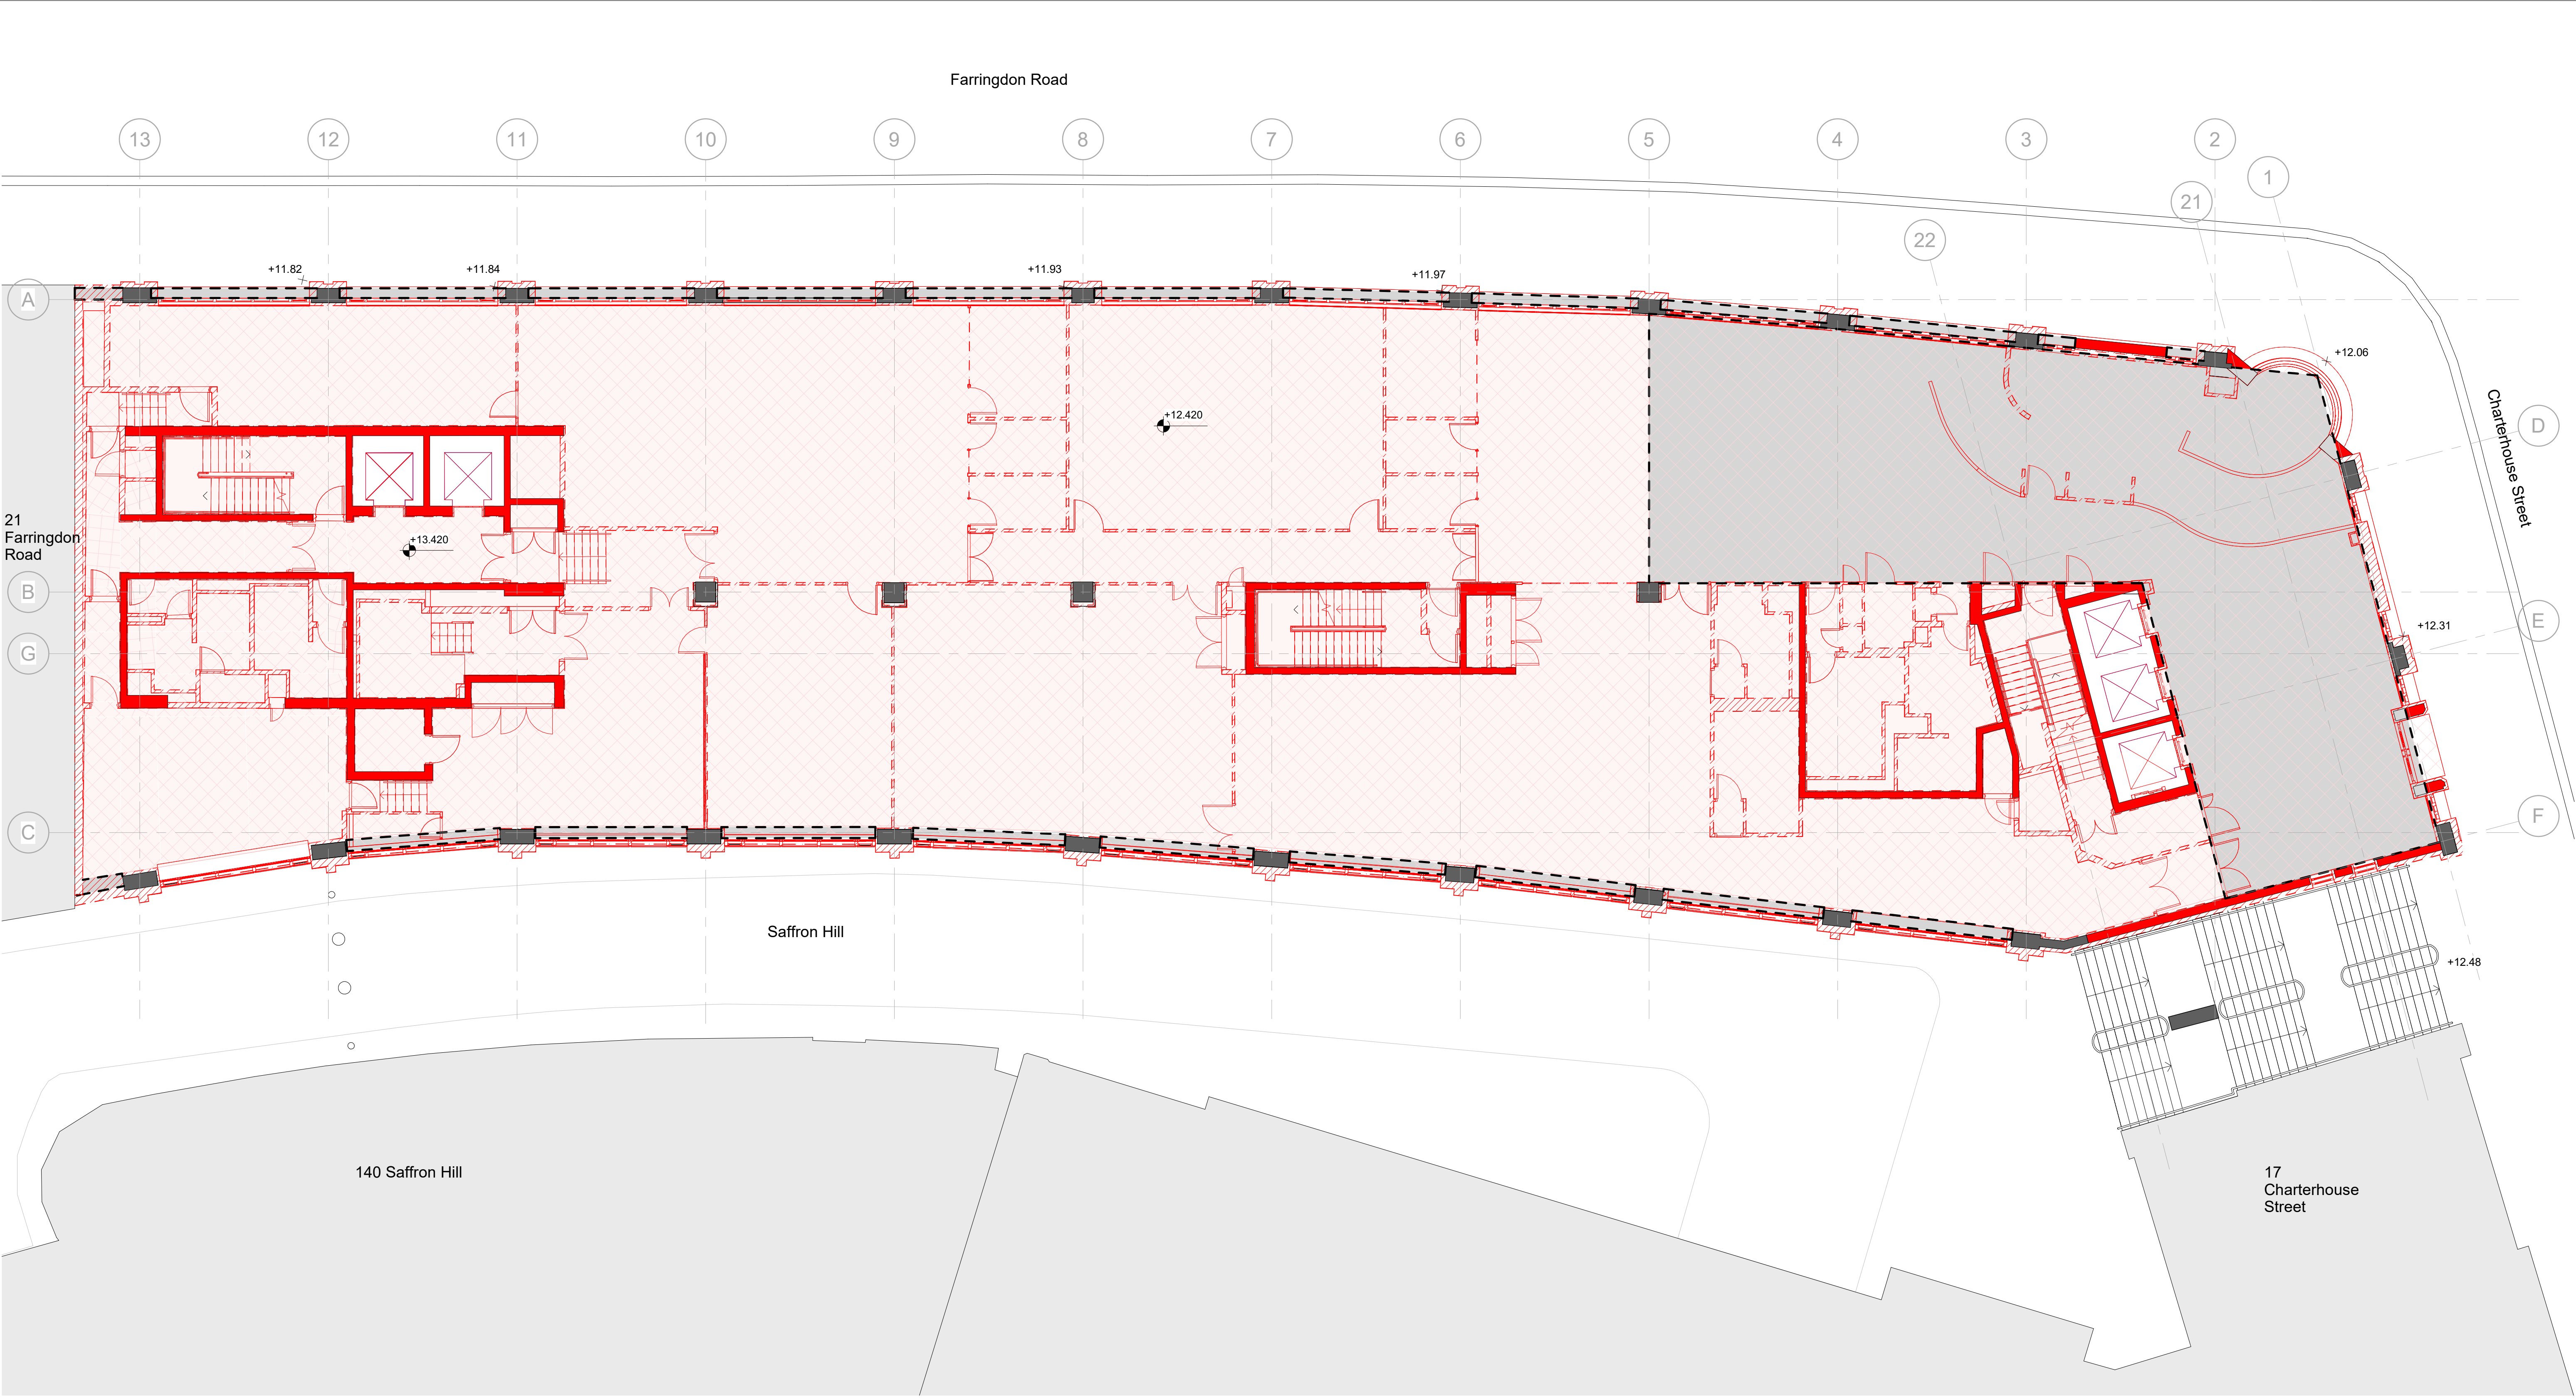 Farringdon Road
13
12
11
10
9
8
7
6
5
4
3
2
1
21
22
+11.82
+11.84
+11.93
+11.97
A
+12.06
Charterhouse Street
+12.420
D
21
Farringdon
Road
+13.420
B
E
+12.31
G
F
C
Saffron Hill
+12.48
140 Saffron Hill
17
Charterhouse
Street